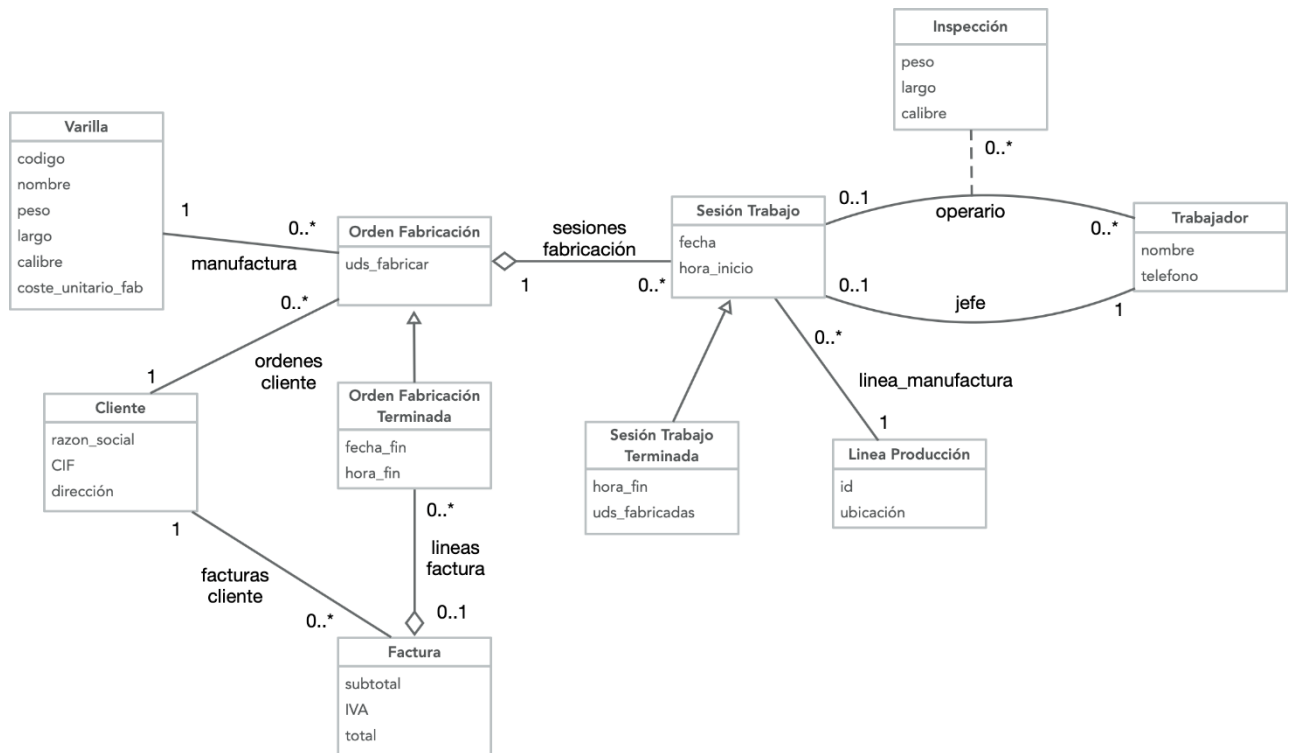 Inspección
peso
largo
calibre
0..*
Varilla
codigo
nombre
peso
largo
calibre
coste_unitario_fab
1
0..*
manufactura
Orden Fabricación
uds_fabricar
sesiones
fabricación
1
0..*
Sesión Trabajo
fecha
hora_inicio
0..1
operario
0..*
Trabajador
nombre
telefono
0..1
jefe
1
0..*
ordenes
cliente
1
0..*
linea_manufactura
1
Cliente
razon_social
CIF
dirección
Orden Fabricación
Terminada
fecha_fin
hora_fin
Sesión Trabajo
Terminada
hora_fin
uds_fabricadas
Linea Producción
id
ubicación
1
facturas
cliente
0..*
0..*
lineas
factura
0..1
Factura
subtotal
IVA
total